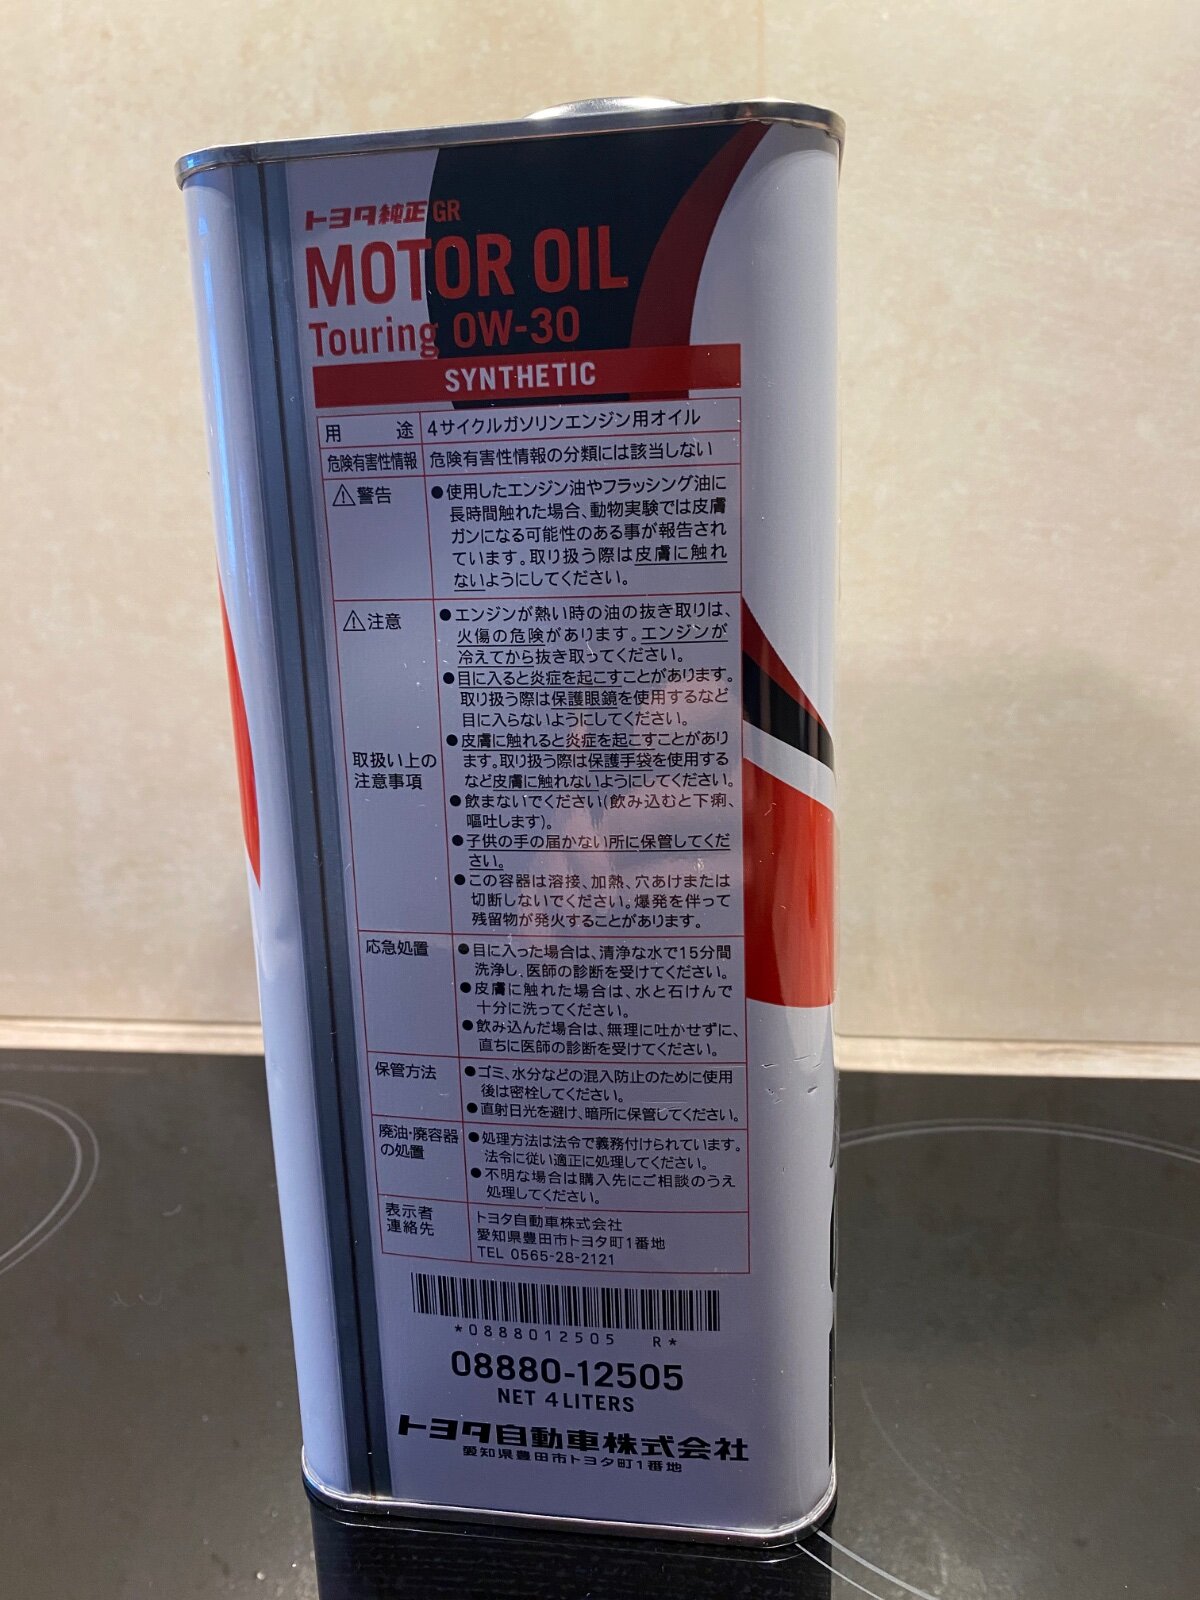 トヨタ純正 GR
MOTOR OIL
Touring 0W-30
SYNTHETIC
用 途 4サイクルガソリンエンジン用オイル
危険有害性情報 危険有害性情報の分類には該当しない
⚠警告
●使用したエンジン油やフラッシング油に
長時間触れた場合、動物実験では皮膚
ガンになる可能性のある事が報告され
ています。取り扱う際は皮膚に触れ
ないようにしてください。
⚠注意
取扱い上の
注意事項
●エンジンが熱い時の油の抜き取りは、
火傷の危険があります。エンジンが
冷えてから抜き取ってください。
●目に入ると炎症を起こすことがあります。
取り扱う際は保護眼鏡を使用するなど
目に入らないようにしてください。
●皮膚に触れると炎症を起こすことがあり
ます。取り扱う際は保護手袋を使用する
など皮膚に触れないようにしてください。
●飲まないでください(飲み込むと下痢、
嘔吐します)。
●子供の手の届かない所に保管してくだ
さい。
●この容器は溶接、加熱、穴あけまたは
切断しないでください。爆発を伴って
残留物が発火することがあります。
応急処置
●目に入った場合は、清浄な水で15分間
洗浄し、医師の診断を受けてください。
●皮膚に触れた場合は、水と石けんで
十分に洗ってください。
●飲み込んだ場合は、無理に吐かせずに、
直ちに医師の診断を受けてください。
保管方法
●ゴミ、水分などの混入防止のために使用
後は密栓してください。
●直射日光を避け、暗所に保管してください。
廃油・廃容器
の処置
●処理方法は法令で義務付けられています。
法令に従い適正に処理してください。
●不明な場合は購入先にご相談のうえ
処理してください。
表示者
連絡先
トヨタ自動車株式会社
愛知県豊田市トヨタ町1番地
TEL 0565-28-2121
*0888012505 R*
08880-12505
NET 4 LITERS
トヨタ自動車株式会社
愛知県豊田市トヨタ町1番地